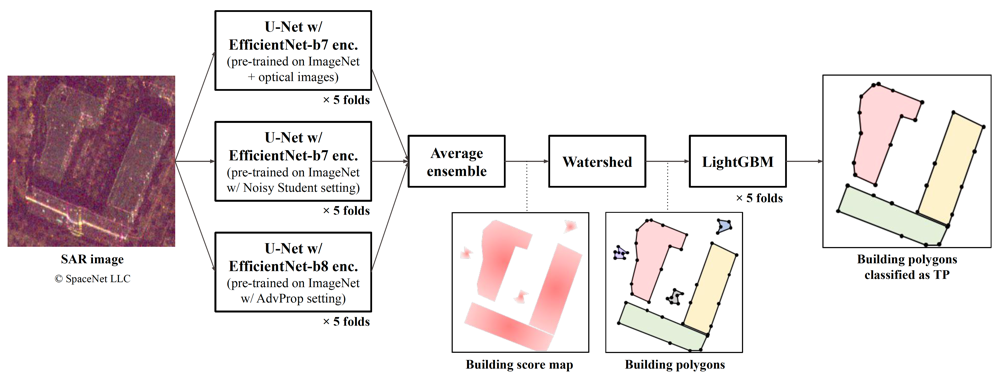 SAR image
© SpaceNet LLC
U-Net w/
EfficientNet-b7 enc.
(pre-trained on ImageNet
+ optical images)
× 5 folds
U-Net w/
EfficientNet-b7 enc.
(pre-trained on ImageNet
w/ Noisy Student setting)
× 5 folds
U-Net w/
EfficientNet-b8 enc.
(pre-trained on ImageNet
w/ AdvProp setting)
× 5 folds
Average
ensemble
Building score map
Watershed
Building polygons
LightGBM
× 5 folds
Building polygons
classified as TP